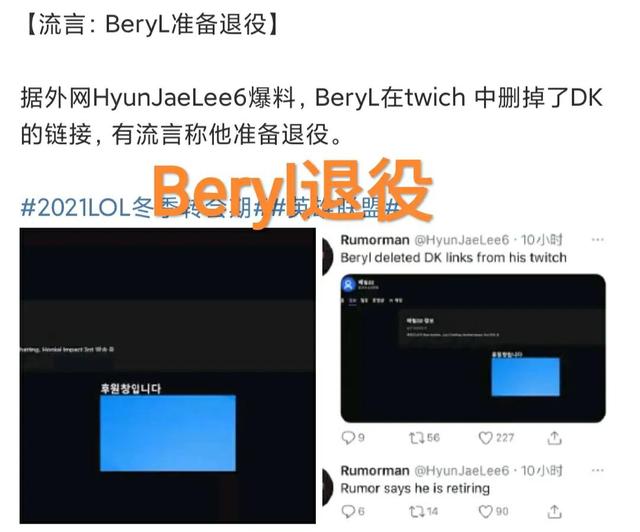 【流言: BeryL准备退役】
据外网HyunJaeLee6爆料, BeryL在twich 中删掉了DK
的链接, 有流言称他准备退役。
Beryl退役
#2021LOL冬季转会期##英雄联盟#
Rumorman @HyunJaeLee6 · 10小时
Beryl deleted DK links from his twitch
hatting, Honkai Impact 3rd 방송 중
후원창입니다
후원창입니다
9 56 227
Rumorman @HyunJaeLee6 · 10小时
Rumor says he is retiring
6 14 90